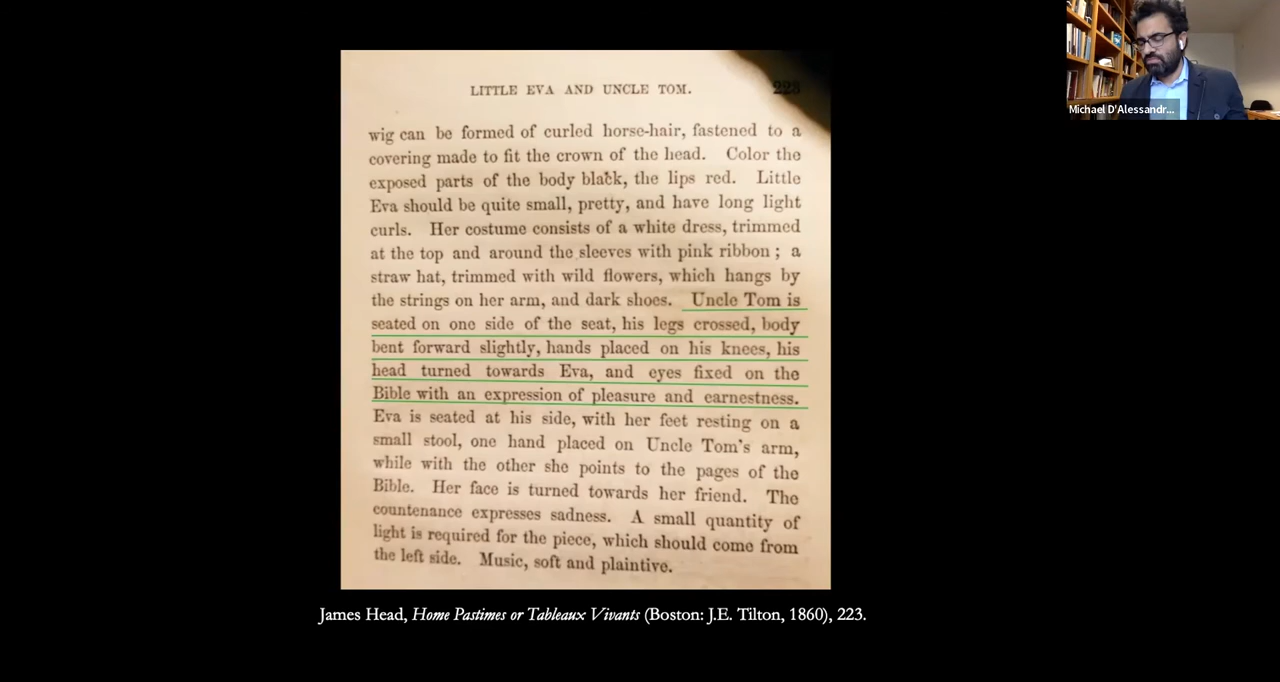 LITTLE EVA AND UNCLE TOM. 223
wig can be formed of curled horse-hair, fastened to a
covering made to fit the crown of the head. Color the
exposed parts of the body black, the lips red. Little
Eva should be quite small, pretty, and have long light
curls. Her costume consists of a white dress, trimmed
at the top and around the sleeves with pink ribbon ; a
straw hat, trimmed with wild flowers, which hangs by
the strings on her arm, and dark shoes. Uncle Tom is
seated on one side of the seat, his legs crossed, body
bent forward slightly, hands placed on his knees, his
head turned towards Eva, and eyes fixed on the
Bible with an expression of pleasure and earnestness.
Eva is seated at his side, with her feet resting on a
small stool, one hand placed on Uncle Tom's arm,
while with the other she points to the pages of the
Bible. Her face is turned towards her friend. The
countenance expresses sadness. A small quantity of
light is required for the piece, which should come from
the left side. Music, soft and plaintive.
James Head, Home Pastimes or Tableaux Vivants (Boston: J.E. Tilton, 1860), 223.
Michael D'Alessandr...